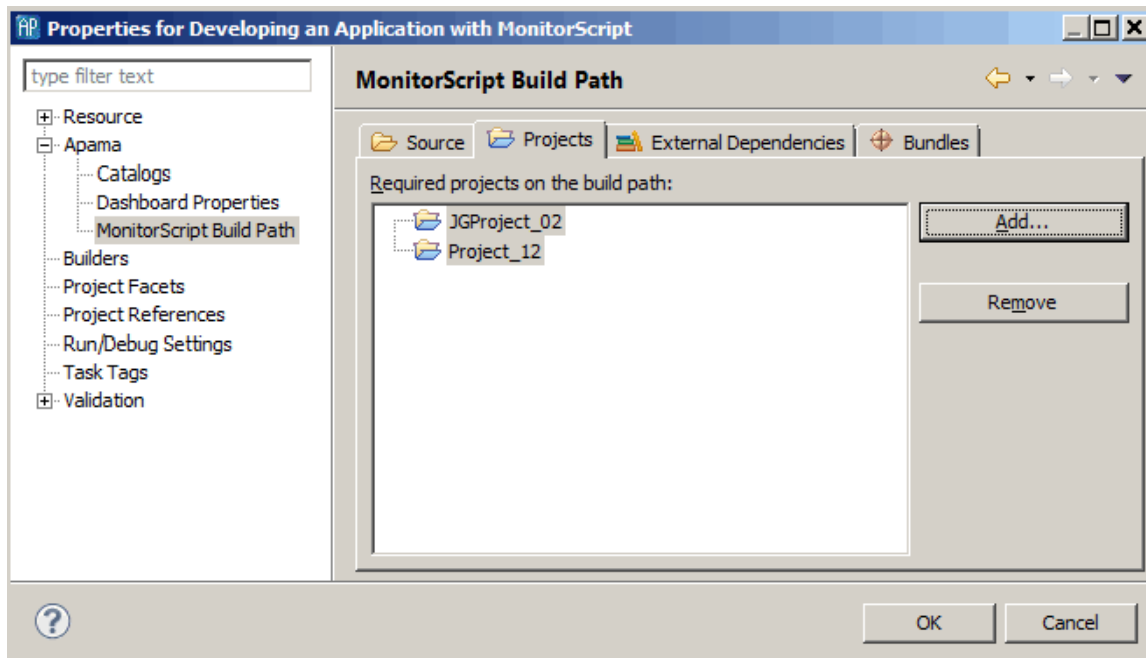 AP Properties for Developing an Application with MonitorScript
type filter text
Resource
Apama
Catalogs
Dashboard Properties
MonitorScript Build Path
Builders
Project Facets
Project References
Run/Debug Settings
Task Tags
Validation
MonitorScript Build Path
Source Projects External Dependencies Bundles
Required projects on the build path:
JGProject_02
Project_12
Add...
Remove
?
OK Cancel